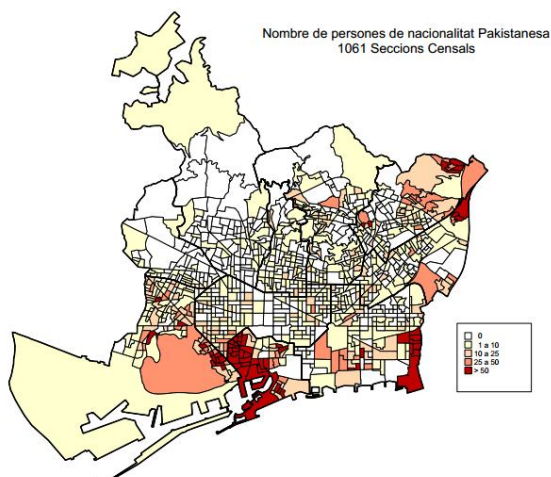 Nombre de persones de nacionalitat Pakistanesa
1061 Seccions Censals
0
1 a 10
10 a 25
25 a 50
> 50